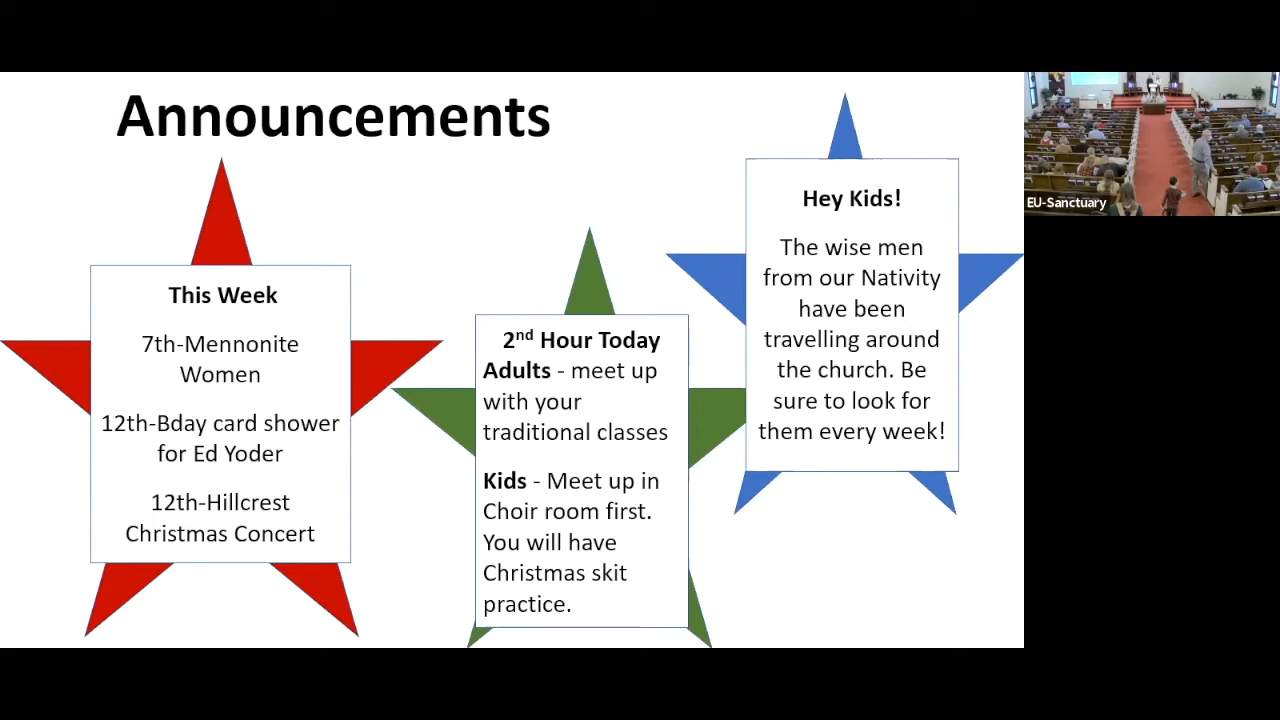 Announcements
This Week
7th-Mennonite
Women
12th-Bday card shower
for Ed Yoder
12th-Hillcrest
Christmas Concert
2nd Hour Today
Adults - meet up
with your
traditional classes
Kids - Meet up in
Choir room first.
You will have
Christmas skit
practice.
Hey Kids!
The wise men
from our Nativity
have been
travelling around
the church. Be
sure to look for
them every week!
EU-Sanctuary